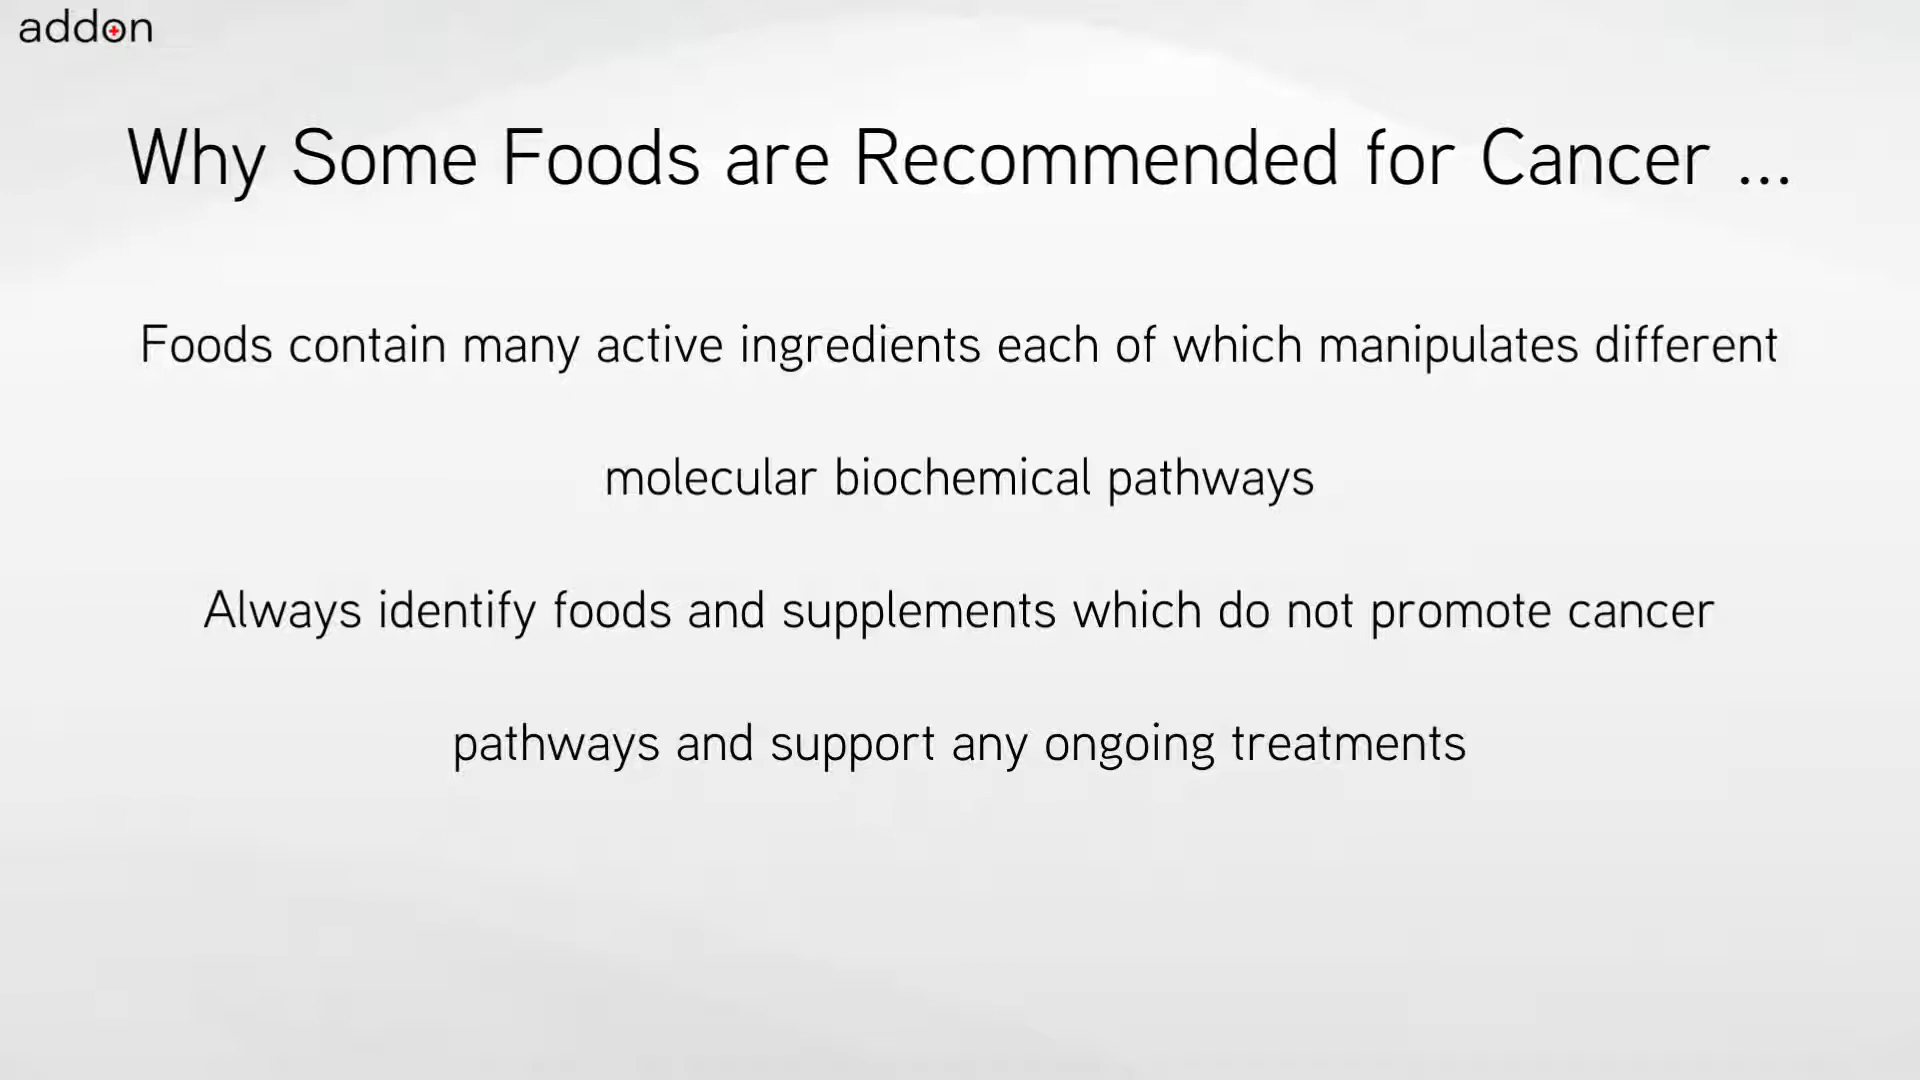 addon
Why Some Foods are Recommended for Cancer ...
Foods contain many active ingredients each of which manipulates different
molecular biochemical pathways
Always identify foods and supplements which do not promote cancer
pathways and support any ongoing treatments